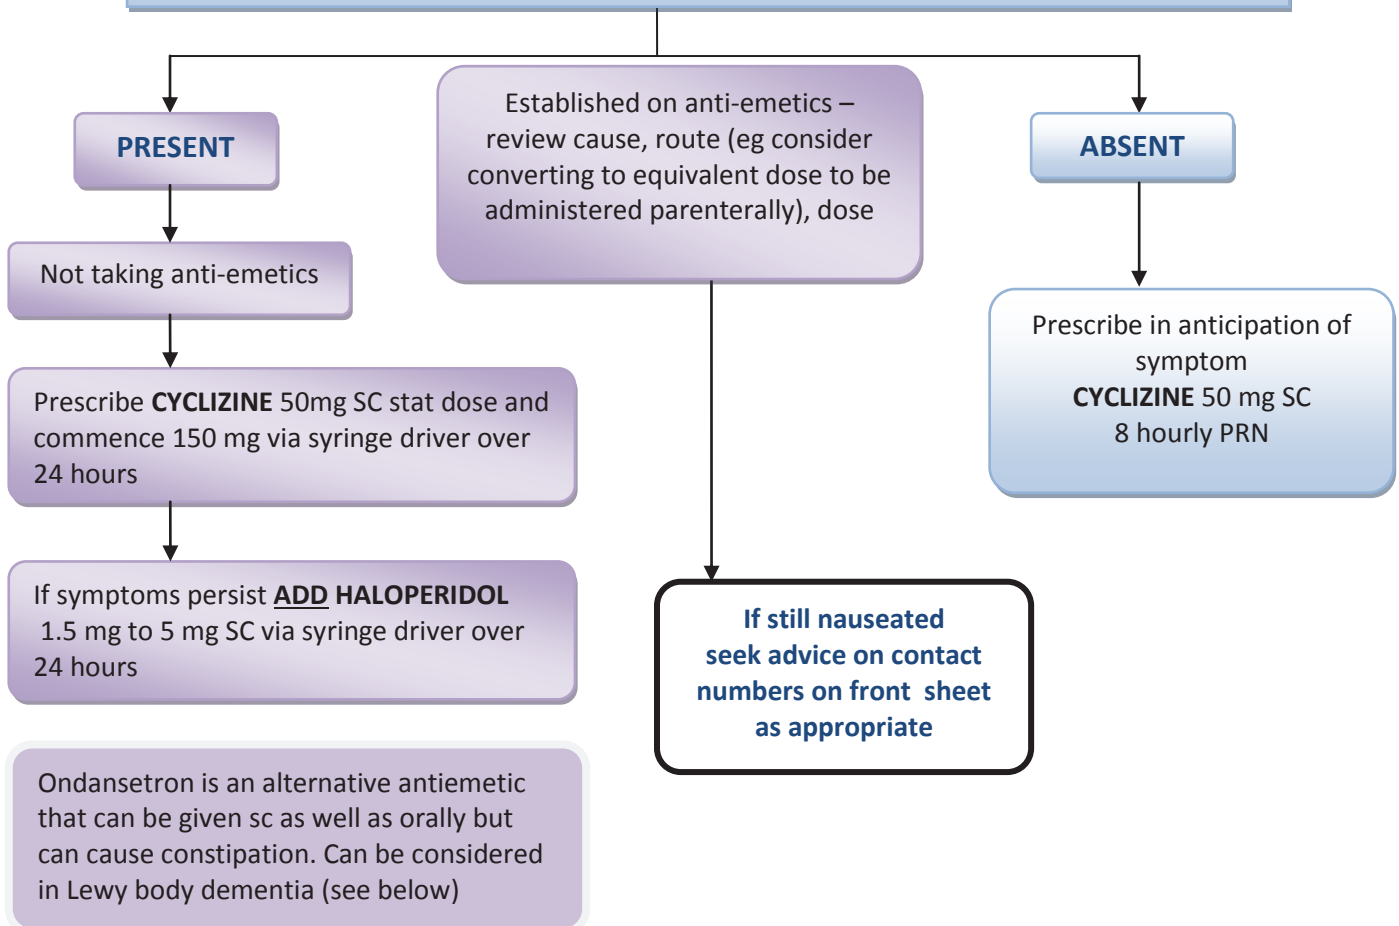 PRESENT
Not taking anti-emetics
Prescribe CYCLIZINE 50mg SC stat dose and
commence 150 mg via syringe driver over
24 hours
If symptoms persist ADD HALOPERIDOL
1.5 mg to 5 mg SC via syringe driver over
24 hours
Ondansetron is an alternative antiemetic
that can be given sc as well as orally but
can cause constipation. Can be considered
in Lewy body dementia (see below)
Established on anti-emetics –
review cause, route (eg consider
converting to equivalent dose to be
administered parenterally), dose
If still nauseated
seek advice on contact
numbers on front sheet
as appropriate
ABSENT
Prescribe in anticipation of
symptom
CYCLIZINE 50 mg SC
8 hourly PRN